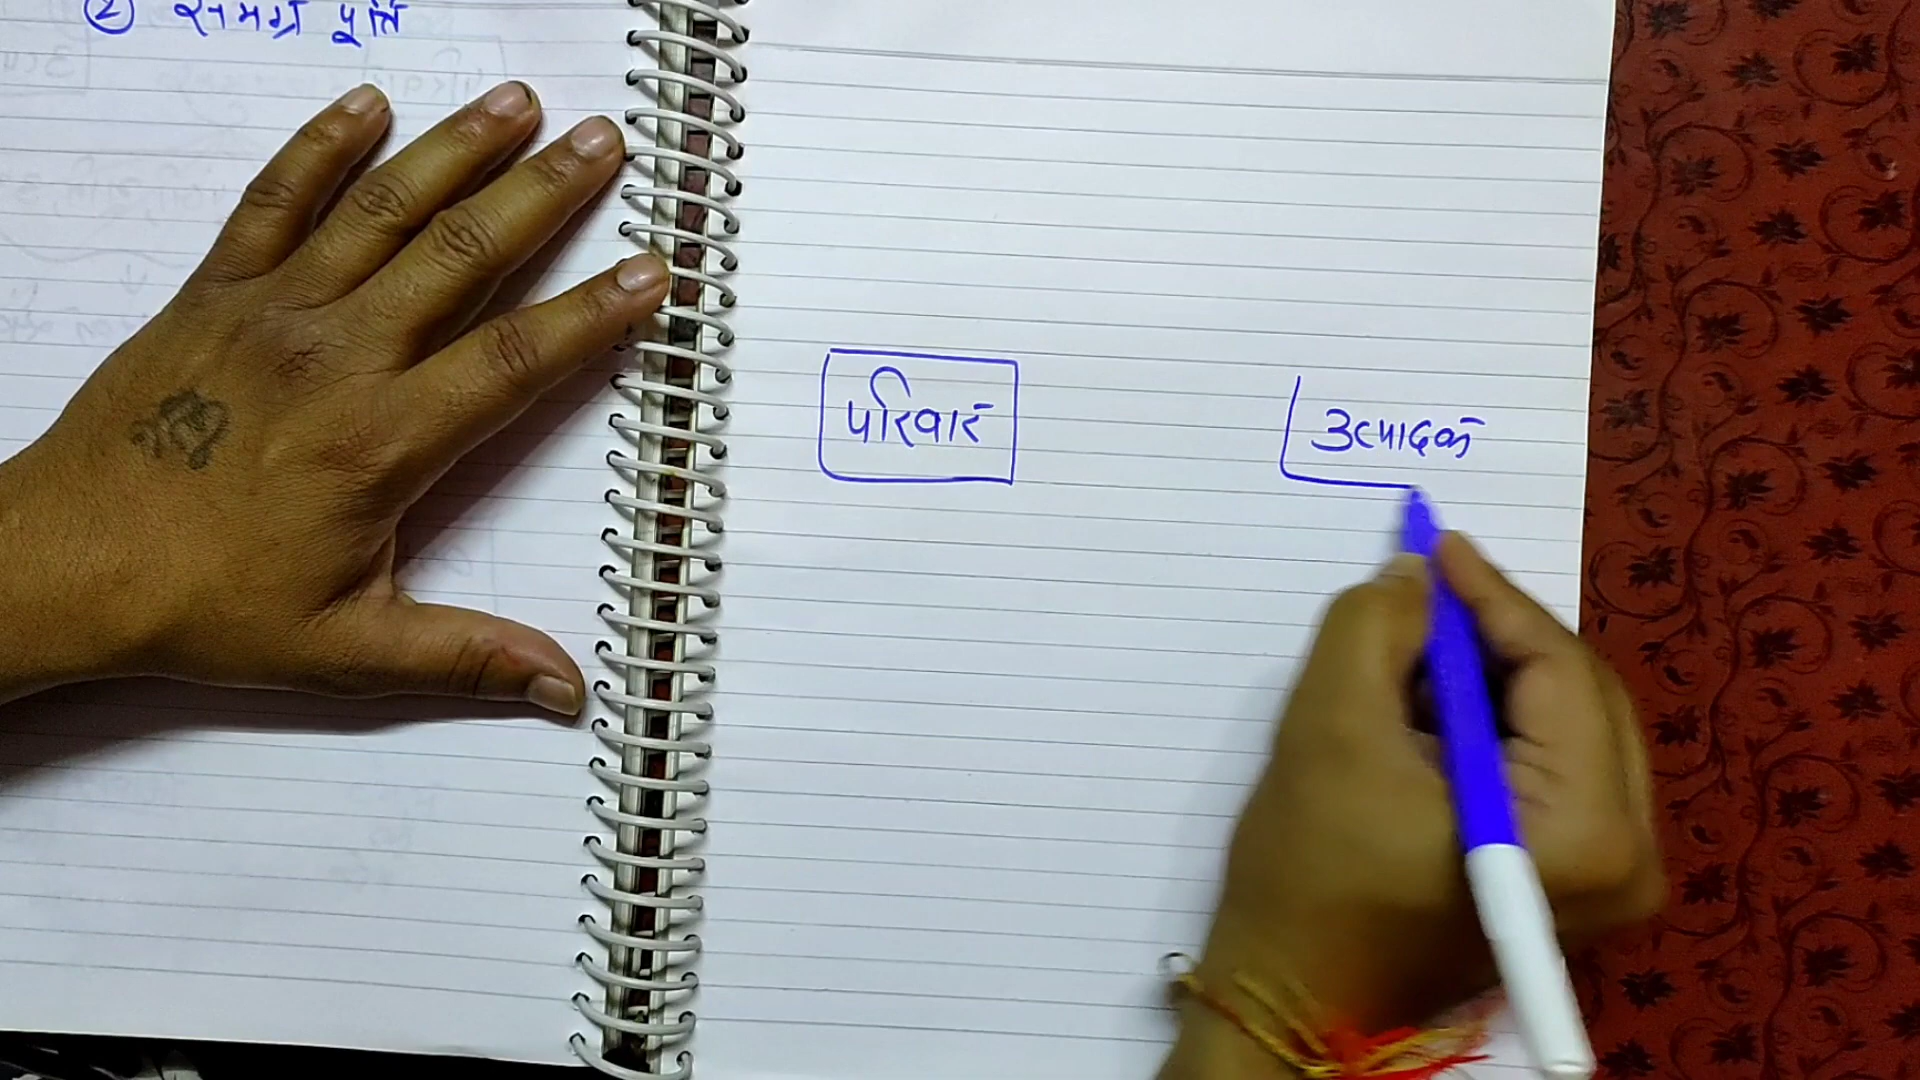 ② समग्र पूर्ति
परिवार
उत्पादक